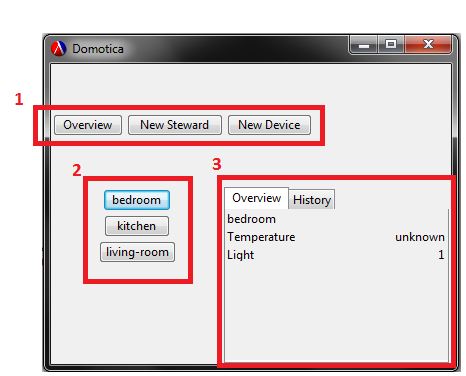 Domotica
1
Overview New Steward New Device
2
3
bedroom
kitchen
living-room
Overview History
bedroom
Temperature unknown
Light 1